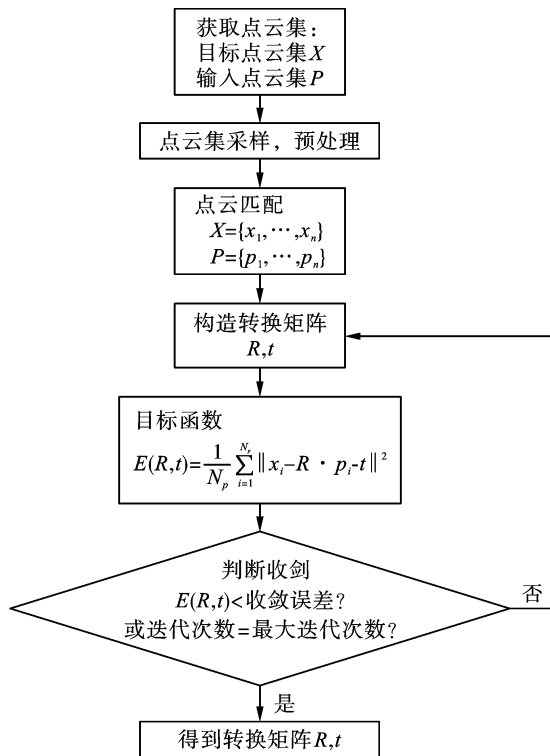 获取点云集：
目标点云集X
输入点云集P
点云集采样，预处理
点云匹配
X={x₁,⋯,xₙ}
P={p₁,⋯,pₙ}
构造转换矩阵
R,t
目标函数
E(R,t)=1/Nₚ ∑_{i=1}^{Nₚ}‖xᵢ-R·pᵢ-t‖²
判断收剑
E(R,t)<收敛误差？
或迭代次数=最大迭代次数？
否
是
得到转换矩阵R,t